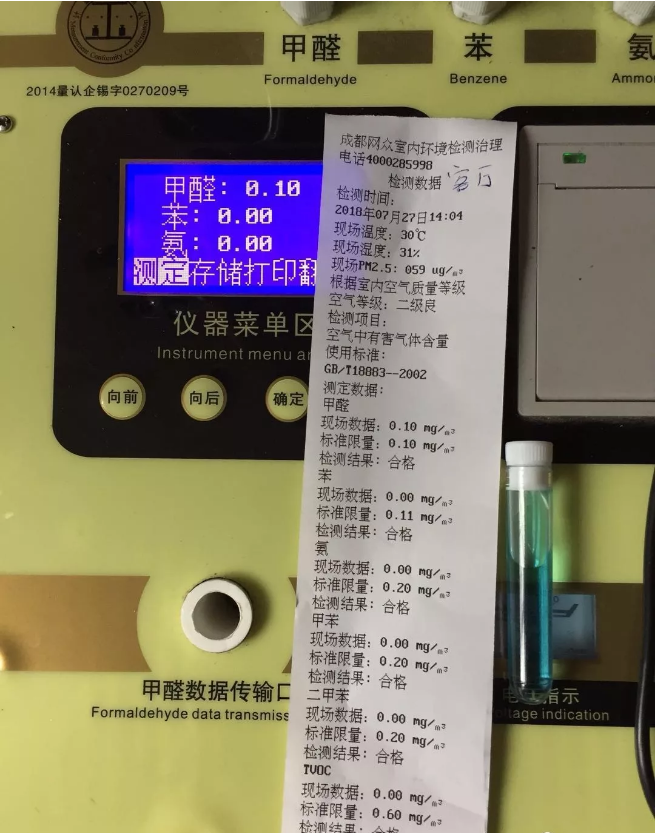 甲醛
Formaldehyde
苯
Benzene
氨
2014量认企锡字0270209号
甲醛: 0.10
苯: 0.00
氨: 0.00
测定存储打印翻
仪器菜单区
Instrument menu
向前
向后
确定
成都网众室内环境检测治理
电话4000285998
检测数据 客厅
检测时间:
2018年07月27日14:04
现场温度: 30℃
现场湿度: 31%
现场PM2.5: 059 ug/m3
根据室内空气质量等级
空气等级: 二级良
检测项目:
空气中有害气体含量
使用标准:
GB/T18883--2002
测定数据:
甲醛
现场数据: 0.10 mg/m3
标准限量: 0.10 mg/m3
检测结果: 合格
苯
现场数据: 0.00 mg/m3
标准限量: 0.11 mg/m3
检测结果: 合格
氨
现场数据: 0.00 mg/m3
标准限量: 0.20 mg/m3
检测结果: 合格
甲苯
现场数据: 0.00 mg/m3
标准限量: 0.20 mg/m3
检测结果: 合格
二甲苯
现场数据: 0.00 mg/m3
标准限量: 0.20 mg/m3
检测结果: 合格
TVOC
现场数据: 0.00 mg/m3
标准限量: 0.60 mg/m3
检测结果: 合格
甲醛数据传输口
Formaldehyde data
指示
indication